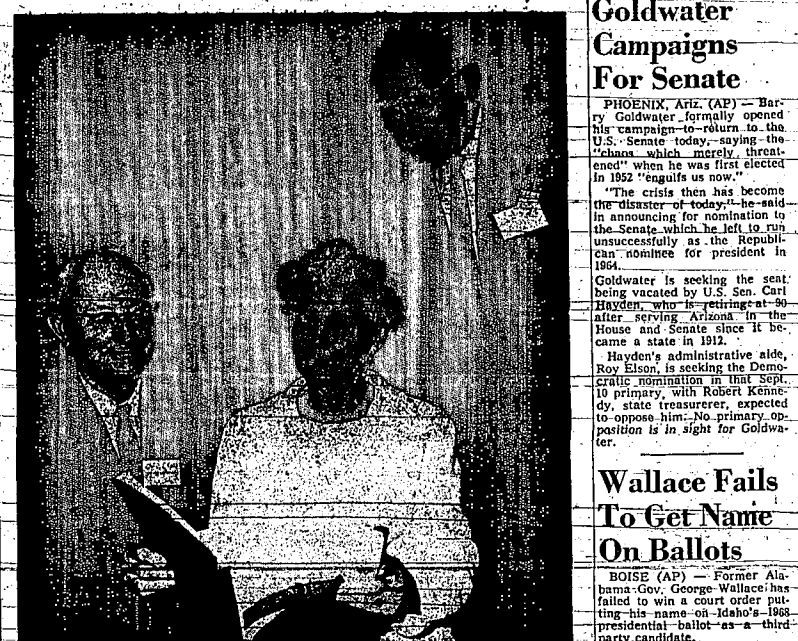 Goldwater
Campaigns
For Senate
PHOENIX, Ariz. (AP) — Bar-
ry Goldwater formally opened
his campaign to return to the
U.S. Senate today, saying the
"chaos which merely threat-
ened" when he was first elected
in 1952 "engulfs us now."
"The crisis then has become
the disaster of today," he said
in announcing for nomination to
the Senate which he left to run
unsuccessfully as the Republi-
can nominee for president in
1964.
Goldwater is seeking the seat
being vacated by U.S. Sen. Carl
Hayden, who is retiring at 90
after serving Arizona in the
House and Senate since it be-
came a state in 1912.
Hayden's administrative aide,
Roy Elson, is seeking the Demo-
cratic nomination in that Sept.
10 primary, with Robert Kenne-
dy, state treasurerer, expected
to oppose him. No primary op-
position is in sight for Goldwa-
ter.
Wallace Fails
To Get Name
On Ballots
BOISE (AP) — Former Ala-
bama Gov. George Wallace has
failed to win a court order put-
ting his name on Idaho's 1968
presidential ballot as a third
party candidate.